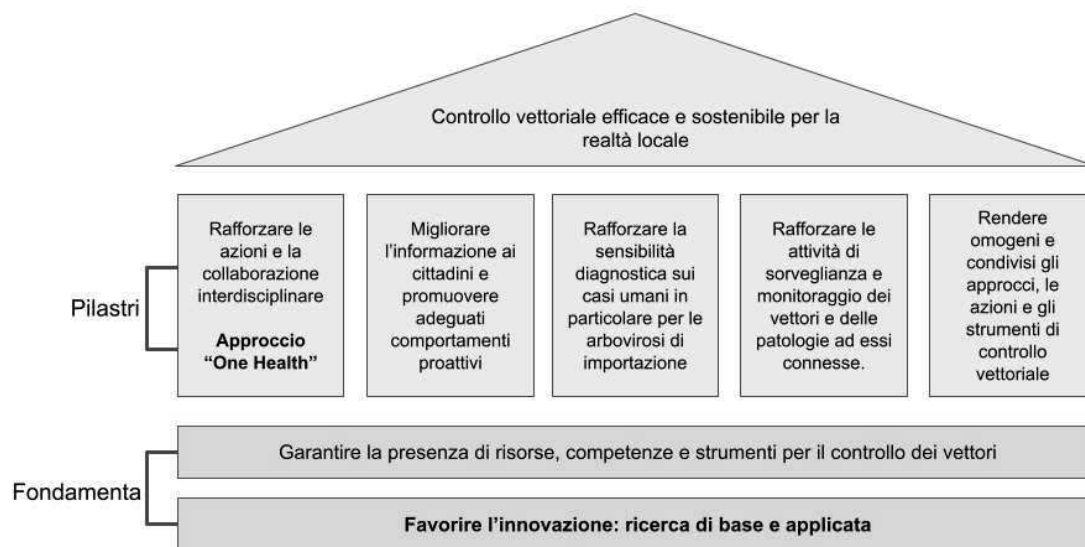 Controllo vettoriale efficace e sostenibile per la
realtà locale
Pilastri
Rafforzare le
azioni e la
collaborazione
interdisciplinare
Approccio
“One Health”
Migliorare
l’informazione ai
cittadini e
promuovere
adeguati
comportamenti
proattivi
Rafforzare la
sensibilità
diagnostica sui
casi umani in
particolare per le
arbovirosi di
importazione
Rafforzare le
attività di
sorveglianza e
monitoraggio dei
vettori e delle
patologie ad essi
connesse.
Rendere
omogeni e
condivisi gli
approcci, le
azioni e gli
strumenti di
controllo
vettoriale
Fondamenta
Garantire la presenza di risorse, competenze e strumenti per il controllo dei vettori
Favorire l’innovazione: ricerca di base e applicata